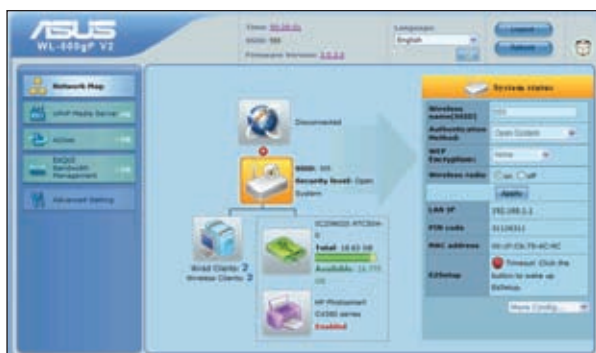 ASUS
WL-600gP V2
Time:
SSID:
Firmware Version:
Language:
English
Logout
Reboot
Network Map
UPnP Media Server
AiDisk
EzQoS
Bandwidth
Management
Advanced Setting
Disconnected
SSID:
Security level: Open
System
Wired Clients: 2
Wireless Clients:
Total:
Available:
HP Photosmart
series
Enabled
System status
Wireless
name(SSID)
Authentication
Method:
Open System
WEP
Encryption:
None
Wireless radio:
On Off
Apply
LAN IP
192.168.1.1
PIN code
MAC address
EZSetup
Timeout! Click the
button to wake up
EzSetup.
More Config...